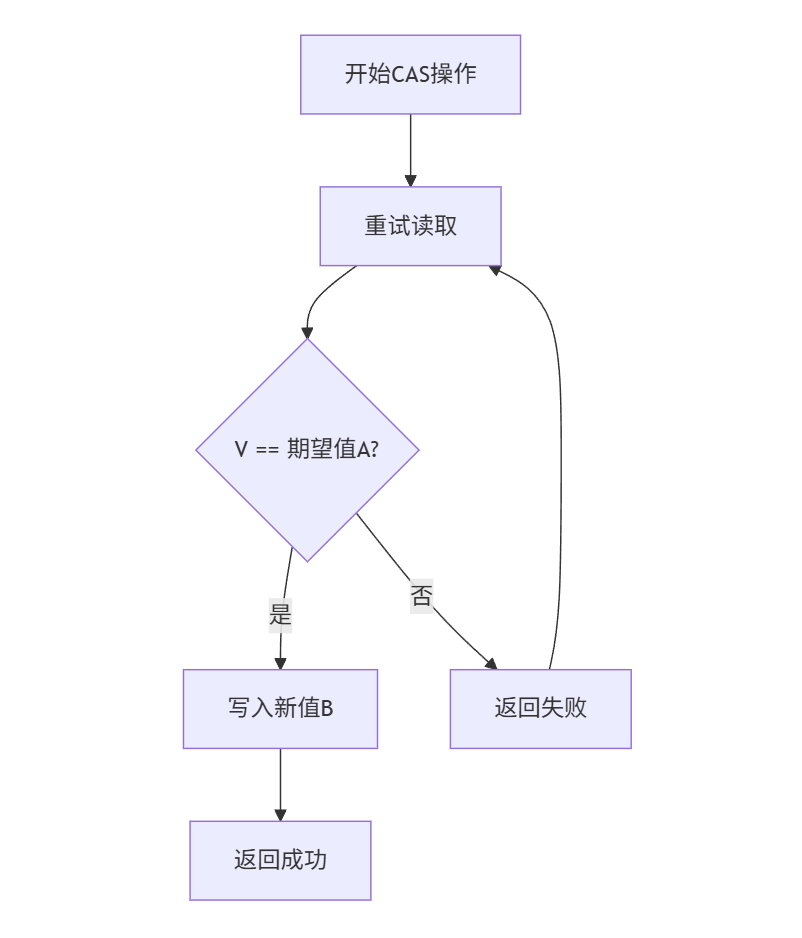 开始CAS操作
重试读取
V == 期望值A?
是
否
写入新值B
返回失败
返回成功